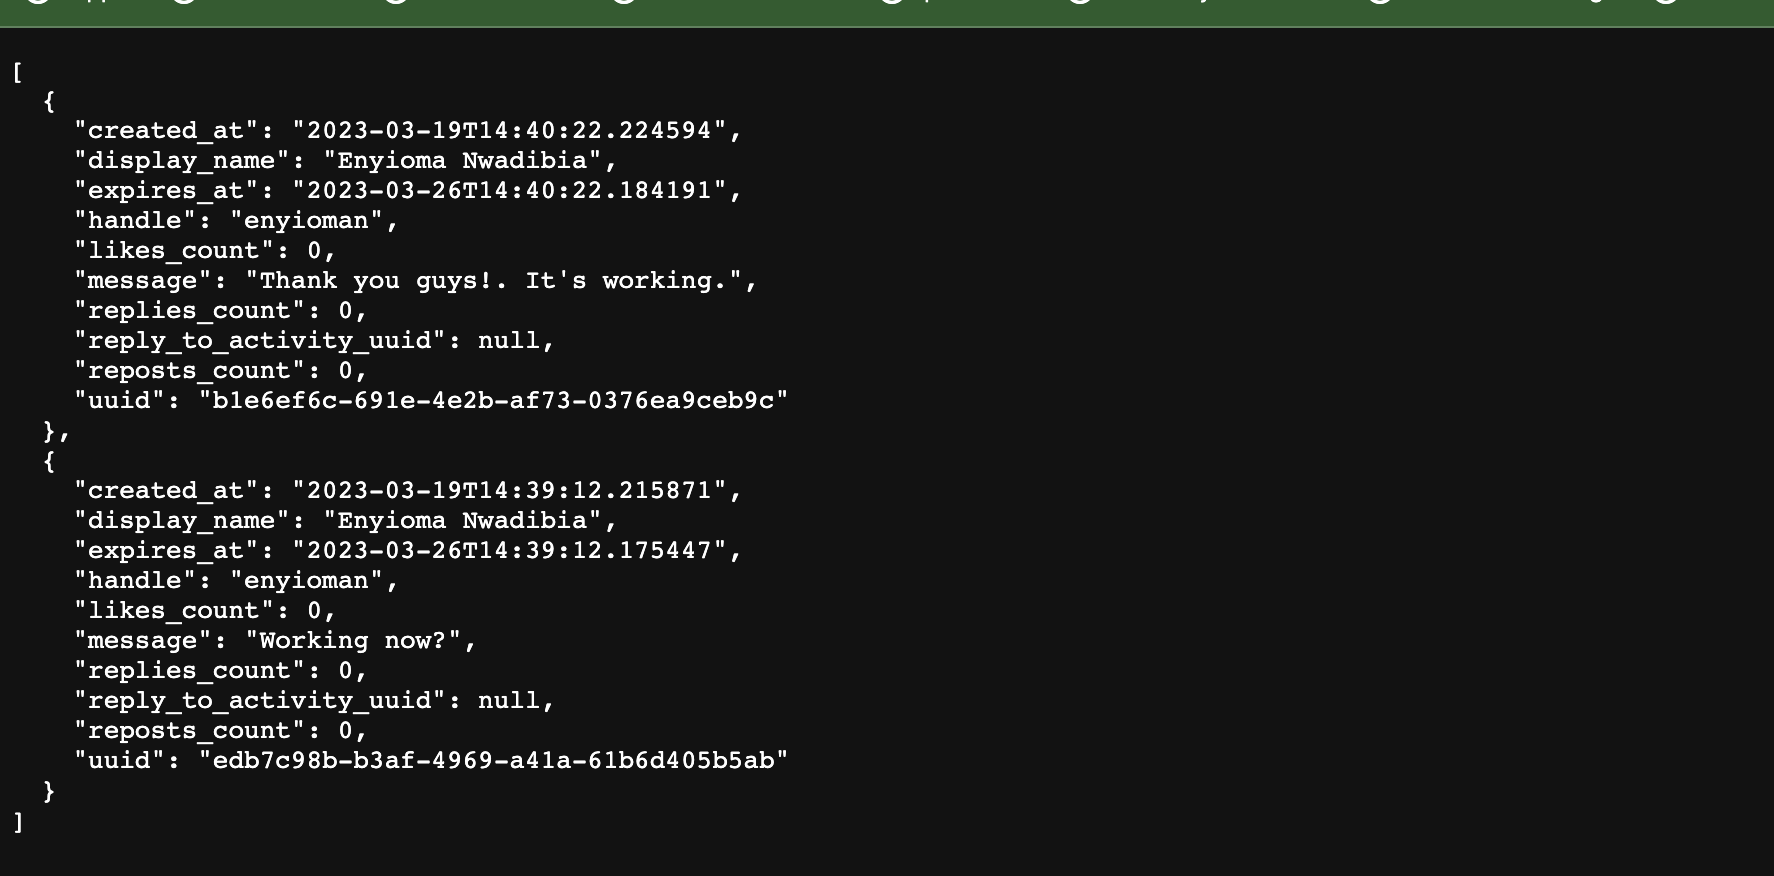 [
  {
    "created_at": "2023-03-19T14:40:22.224594",
    "display_name": "Enyioma Nwadibia",
    "expires_at": "2023-03-26T14:40:22.184191",
    "handle": "enyioman",
    "likes_count": 0,
    "message": "Thank you guys!. It's working.",
    "replies_count": 0,
    "reply_to_activity_uuid": null,
    "reposts_count": 0,
    "uuid": "b1e6ef6c-691e-4e2b-af73-0376ea9ceb9c"
  },
  {
    "created_at": "2023-03-19T14:39:12.215871",
    "display_name": "Enyioma Nwadibia",
    "expires_at": "2023-03-26T14:39:12.175447",
    "handle": "enyioman",
    "likes_count": 0,
    "message": "Working now?",
    "replies_count": 0,
    "reply_to_activity_uuid": null,
    "reposts_count": 0,
    "uuid": "edb7c98b-b3af-4969-a41a-61b6d405b5ab"
  }
]